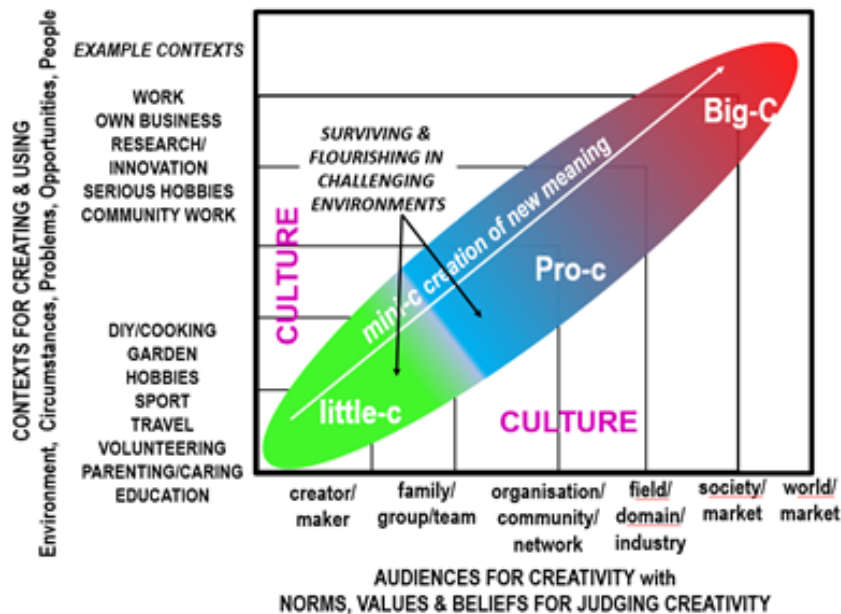 CONTEXTS FOR CREATING & USING
Environment, Circumstances, Problems, Opportunities, People
EXAMPLE CONTEXTS
WORK
OWN BUSINESS
RESEARCH/
INNOVATION
SERIOUS HOBBIES
COMMUNITY WORK
DIY/COOKING
GARDEN
HOBBIES
SPORT
TRAVEL
VOLUNTEERING
PARENTING/CARING
EDUCATION
SURVIVING &
FLOURISHING IN
CHALLENGING
ENVIRONMENTS
CULTURE
Big-C
mini-c creation of new meaning
Pro-c
little-c
CULTURE
creator/
maker
family/
group/team
organisation/
community/
network
field/
domain/
industry
society/
market
world/
market
AUDIENCES FOR CREATIVITY with
NORMS, VALUES & BELIEFS FOR JUDGING CREATIVITY